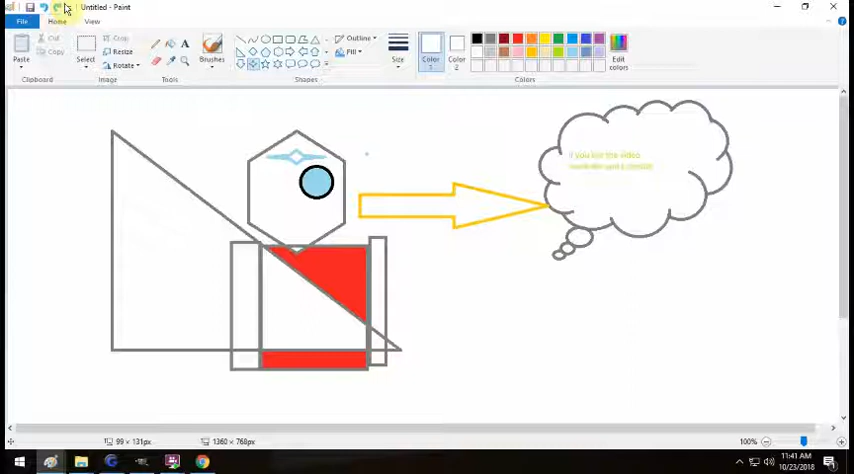 Untitled - Paint
File Home View
Paste
Cut
Copy
Clipboard
Select
Crop
Resize
Rotate
Image
Tools
Brushes
Shapes
Outline
Fill
Size
Color 1
Color 2
Colors
Edit colors
if you like the video
99 × 131px
1360 × 768px
100%
11:41 AM
10/23/2018